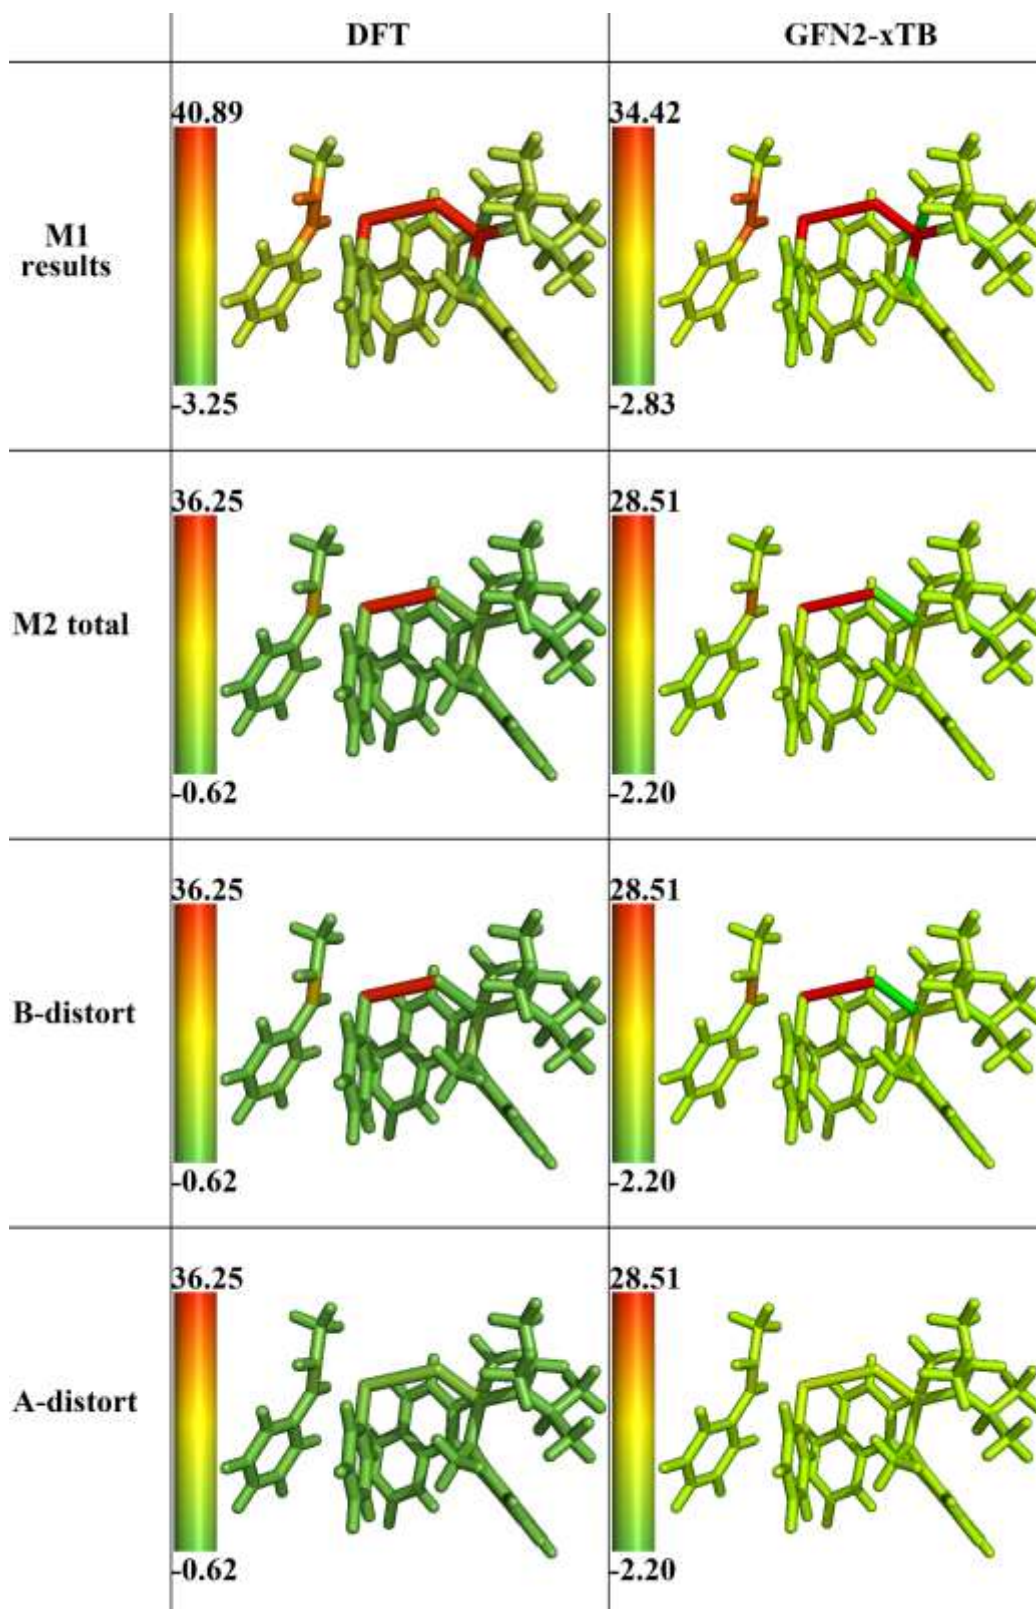 DFT
GFN2-xTB
M1
results
40.89
-3.25
34.42
-2.83
M2 total
36.25
-0.62
28.51
-2.20
B-distort
36.25
-0.62
28.51
-2.20
A-distort
36.25
-0.62
28.51
-2.20